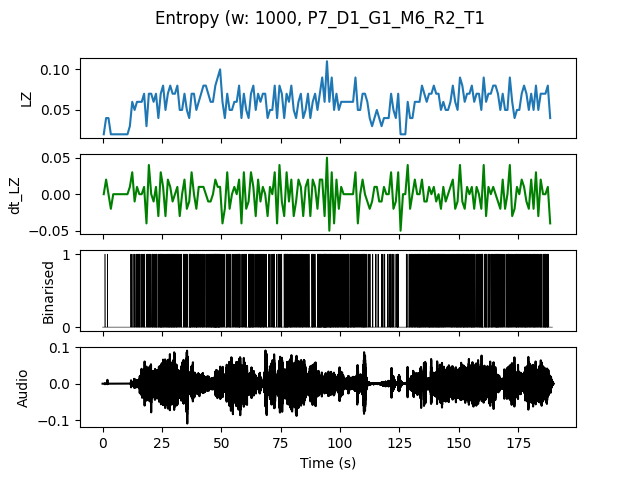 Entropy (w: 1000, P7_D1_G1_M6_R2_T1
0.10
0.05
LZ
0.05
0.00
−0.05
dt_LZ
1
0
Binarised
0.1
0.0
−0.1
Audio
0 25 50 75 100 125 150 175
Time (s)